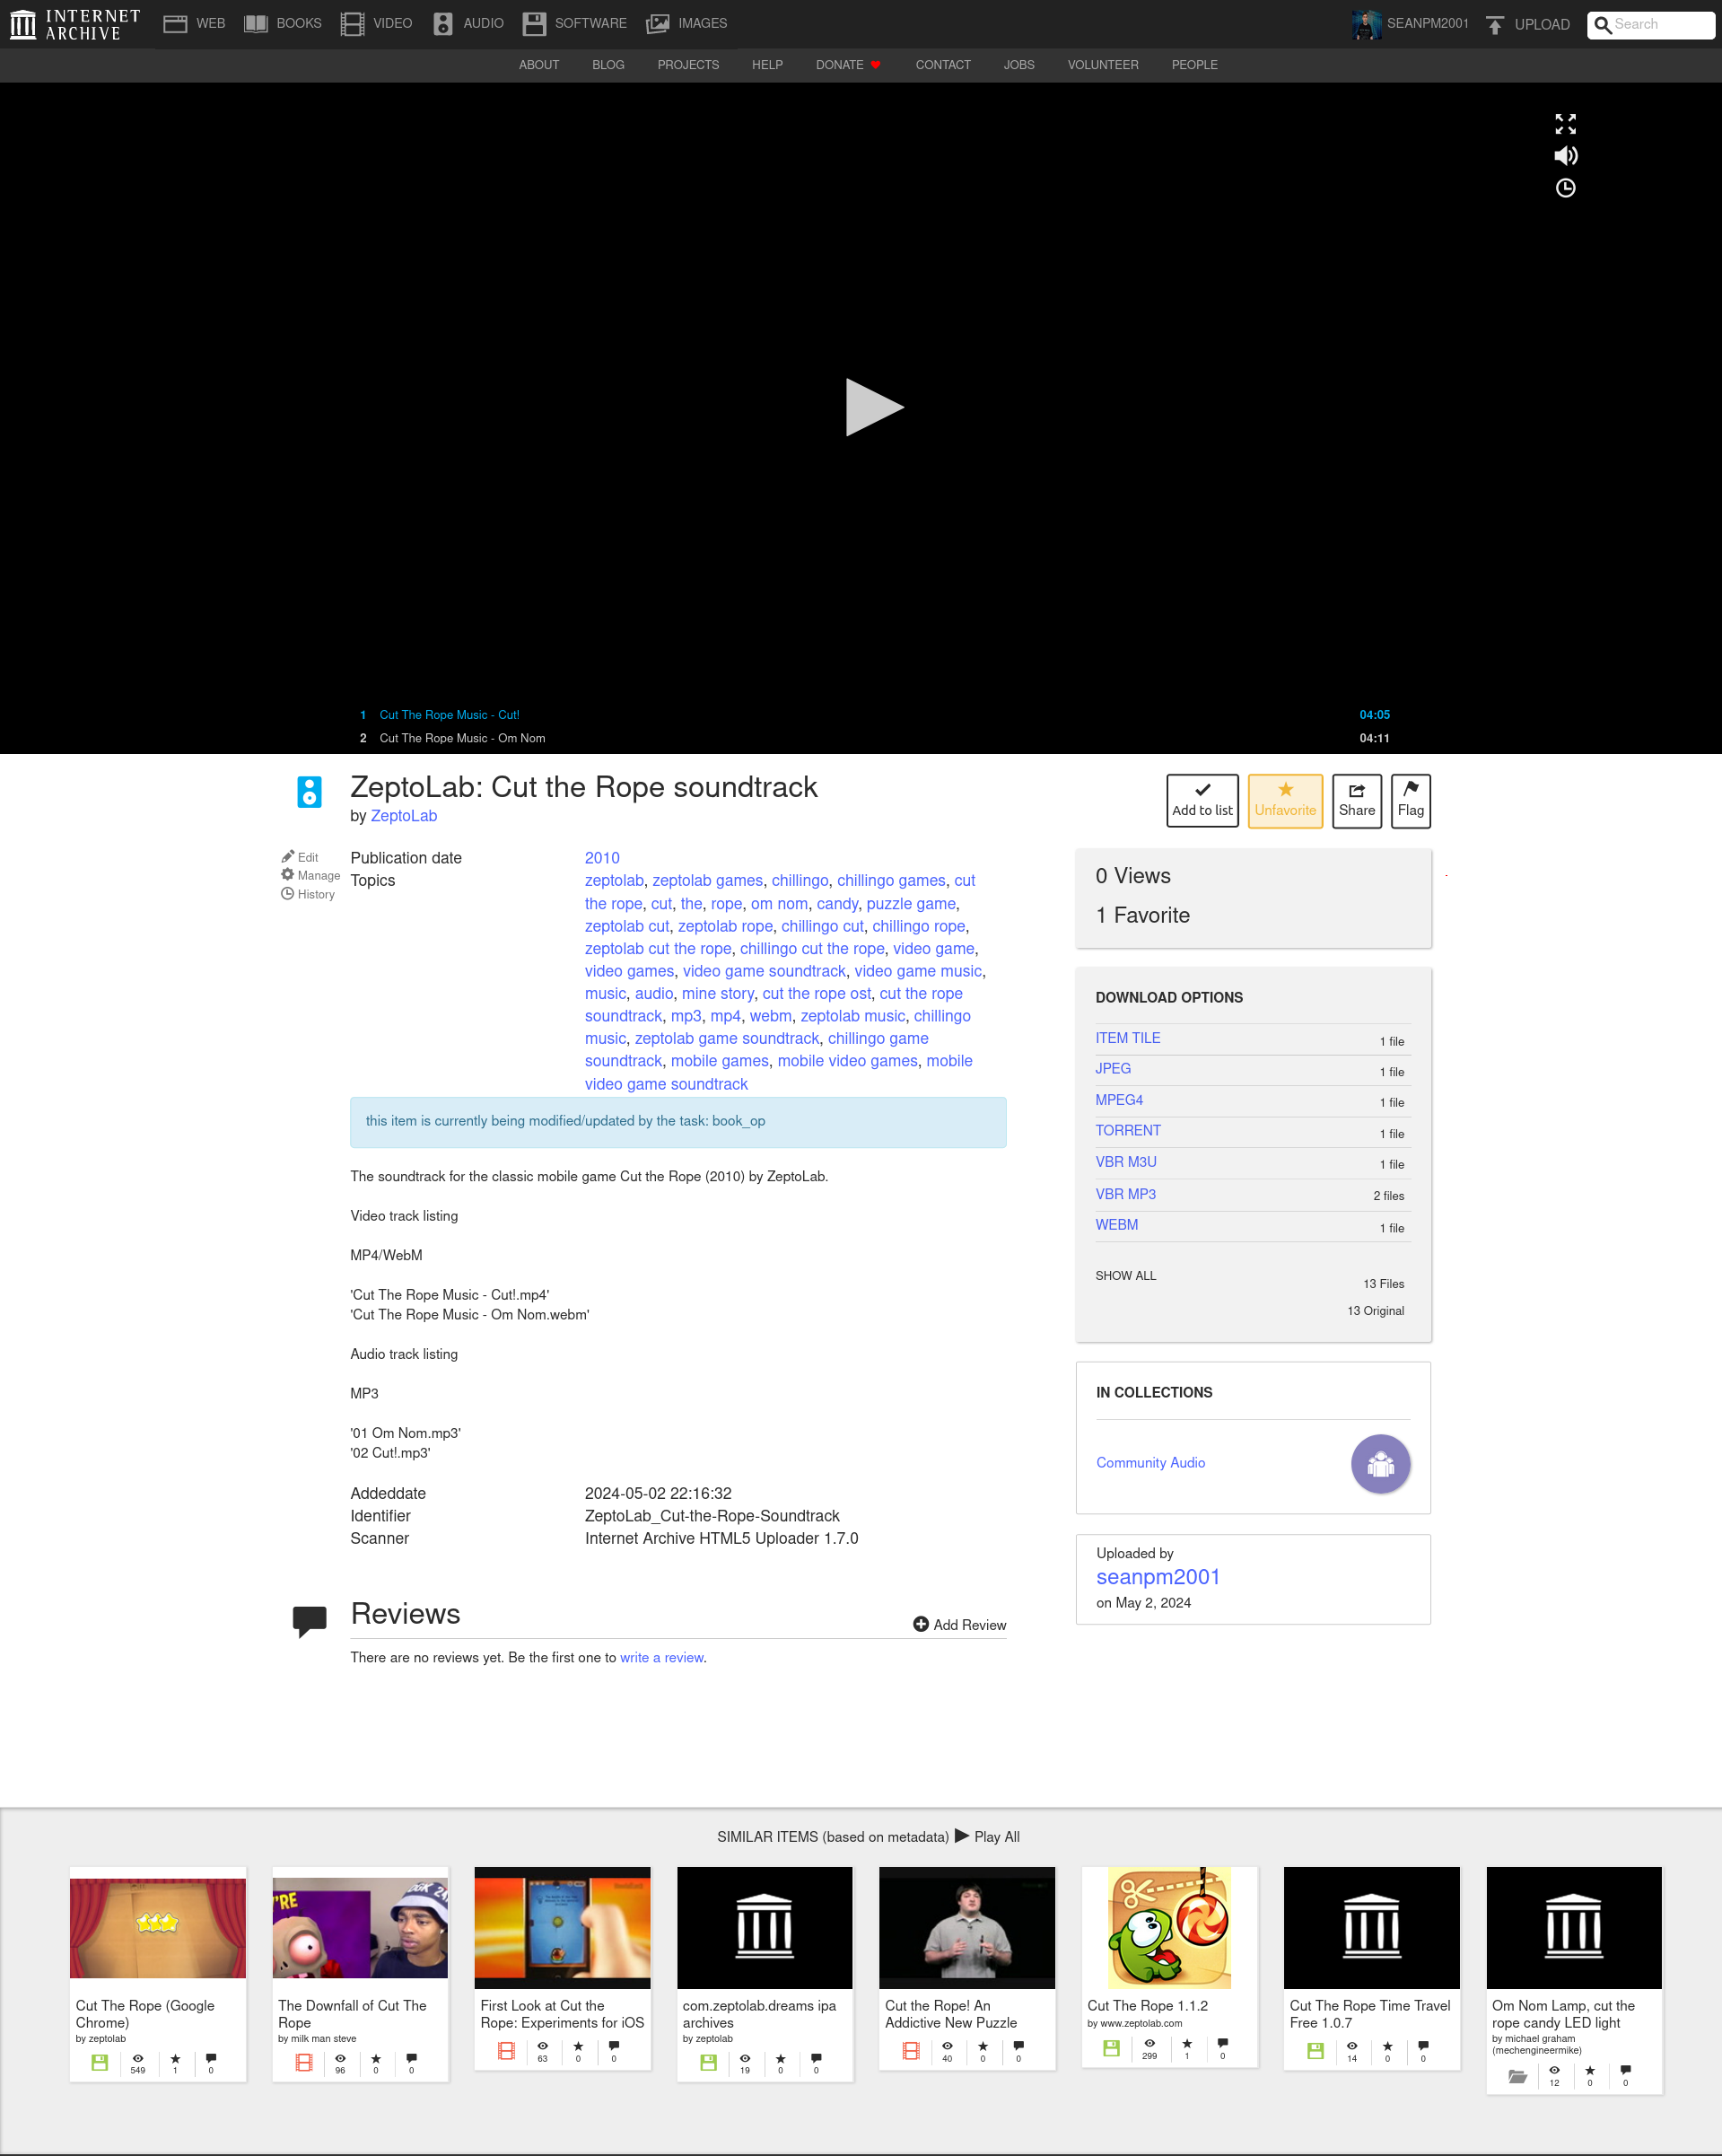 INTERNET ARCHIVE
WEB BOOKS VIDEO AUDIO SOFTWARE IMAGES SEANPM2001 UPLOAD Search
ABOUT BLOG PROJECTS HELP DONATE CONTACT JOBS VOLUNTEER PEOPLE
1 Cut The Rope Music - Cut! 04:05
2 Cut The Rope Music - Om Nom 04:11
ZeptoLab: Cut the Rope soundtrack
by ZeptoLab
Add to list Unfavorite Share Flag
Edit
Manage
History
Publication date 2010
Topics zeptolab, zeptolab games, chillingo, chillingo games, cut
the rope, cut, the, rope, om nom, candy, puzzle game,
zeptolab cut, zeptolab rope, chillingo cut, chillingo rope,
zeptolab cut the rope, chillingo cut the rope, video game,
video games, video game soundtrack, video game music,
music, audio, mine story, cut the rope ost, cut the rope
soundtrack, mp3, mp4, webm, zeptolab music, chillingo
music, zeptolab game soundtrack, chillingo game
soundtrack, mobile games, mobile video games, mobile
video game soundtrack
this item is currently being modified/updated by the task: book_op
The soundtrack for the classic mobile game Cut the Rope (2010) by ZeptoLab.
Video track listing
MP4/WebM
'Cut The Rope Music - Cut!.mp4'
'Cut The Rope Music - Om Nom.webm'
Audio track listing
MP3
'01 Om Nom.mp3'
'02 Cut!.mp3'
Addeddate 2024-05-02 22:16:32
Identifier ZeptoLab_Cut-the-Rope-Soundtrack
Scanner Internet Archive HTML5 Uploader 1.7.0
Reviews
Add Review
There are no reviews yet. Be the first one to write a review.
0 Views
1 Favorite
DOWNLOAD OPTIONS
ITEM TILE 1 file
JPEG 1 file
MPEG4 1 file
TORRENT 1 file
VBR M3U 1 file
VBR MP3 2 files
WEBM 1 file
SHOW ALL 13 Files
13 Original
IN COLLECTIONS
Community Audio
Uploaded by
seanpm2001
on May 2, 2024
SIMILAR ITEMS (based on metadata) Play All
Cut The Rope (Google
Chrome)
by zeptolab
549 1 0
The Downfall of Cut The
Rope
by milk man steve
96 0 0
First Look at Cut the
Rope: Experiments for iOS
63 0 0
com.zeptolab.dreams ipa
archives
by zeptolab
19 0 0
Cut the Rope! An
Addictive New Puzzle
40 0 0
Cut The Rope 1.1.2
by www.zeptolab.com
299 1 0
Cut The Rope Time Travel
Free 1.0.7
14 0 0
Om Nom Lamp, cut the
rope candy LED light
by michael graham
(mechengineermike)
12 0 0